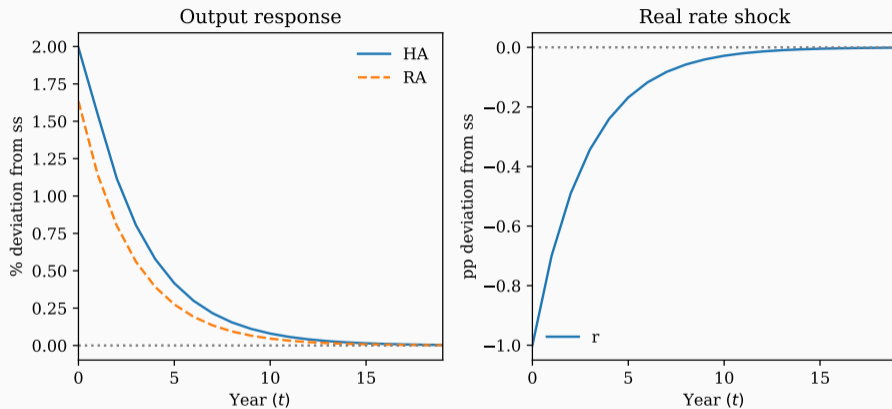 Output response
% deviation from ss
2.00
1.75
1.50
1.25
1.00
0.75
0.50
0.25
0.00
HA
RA
0
5
10
15
Year (t)
Real rate shock
pp deviation from ss
0.0
−0.2
−0.4
−0.6
−0.8
−1.0
r
0
5
10
15
Year (t)